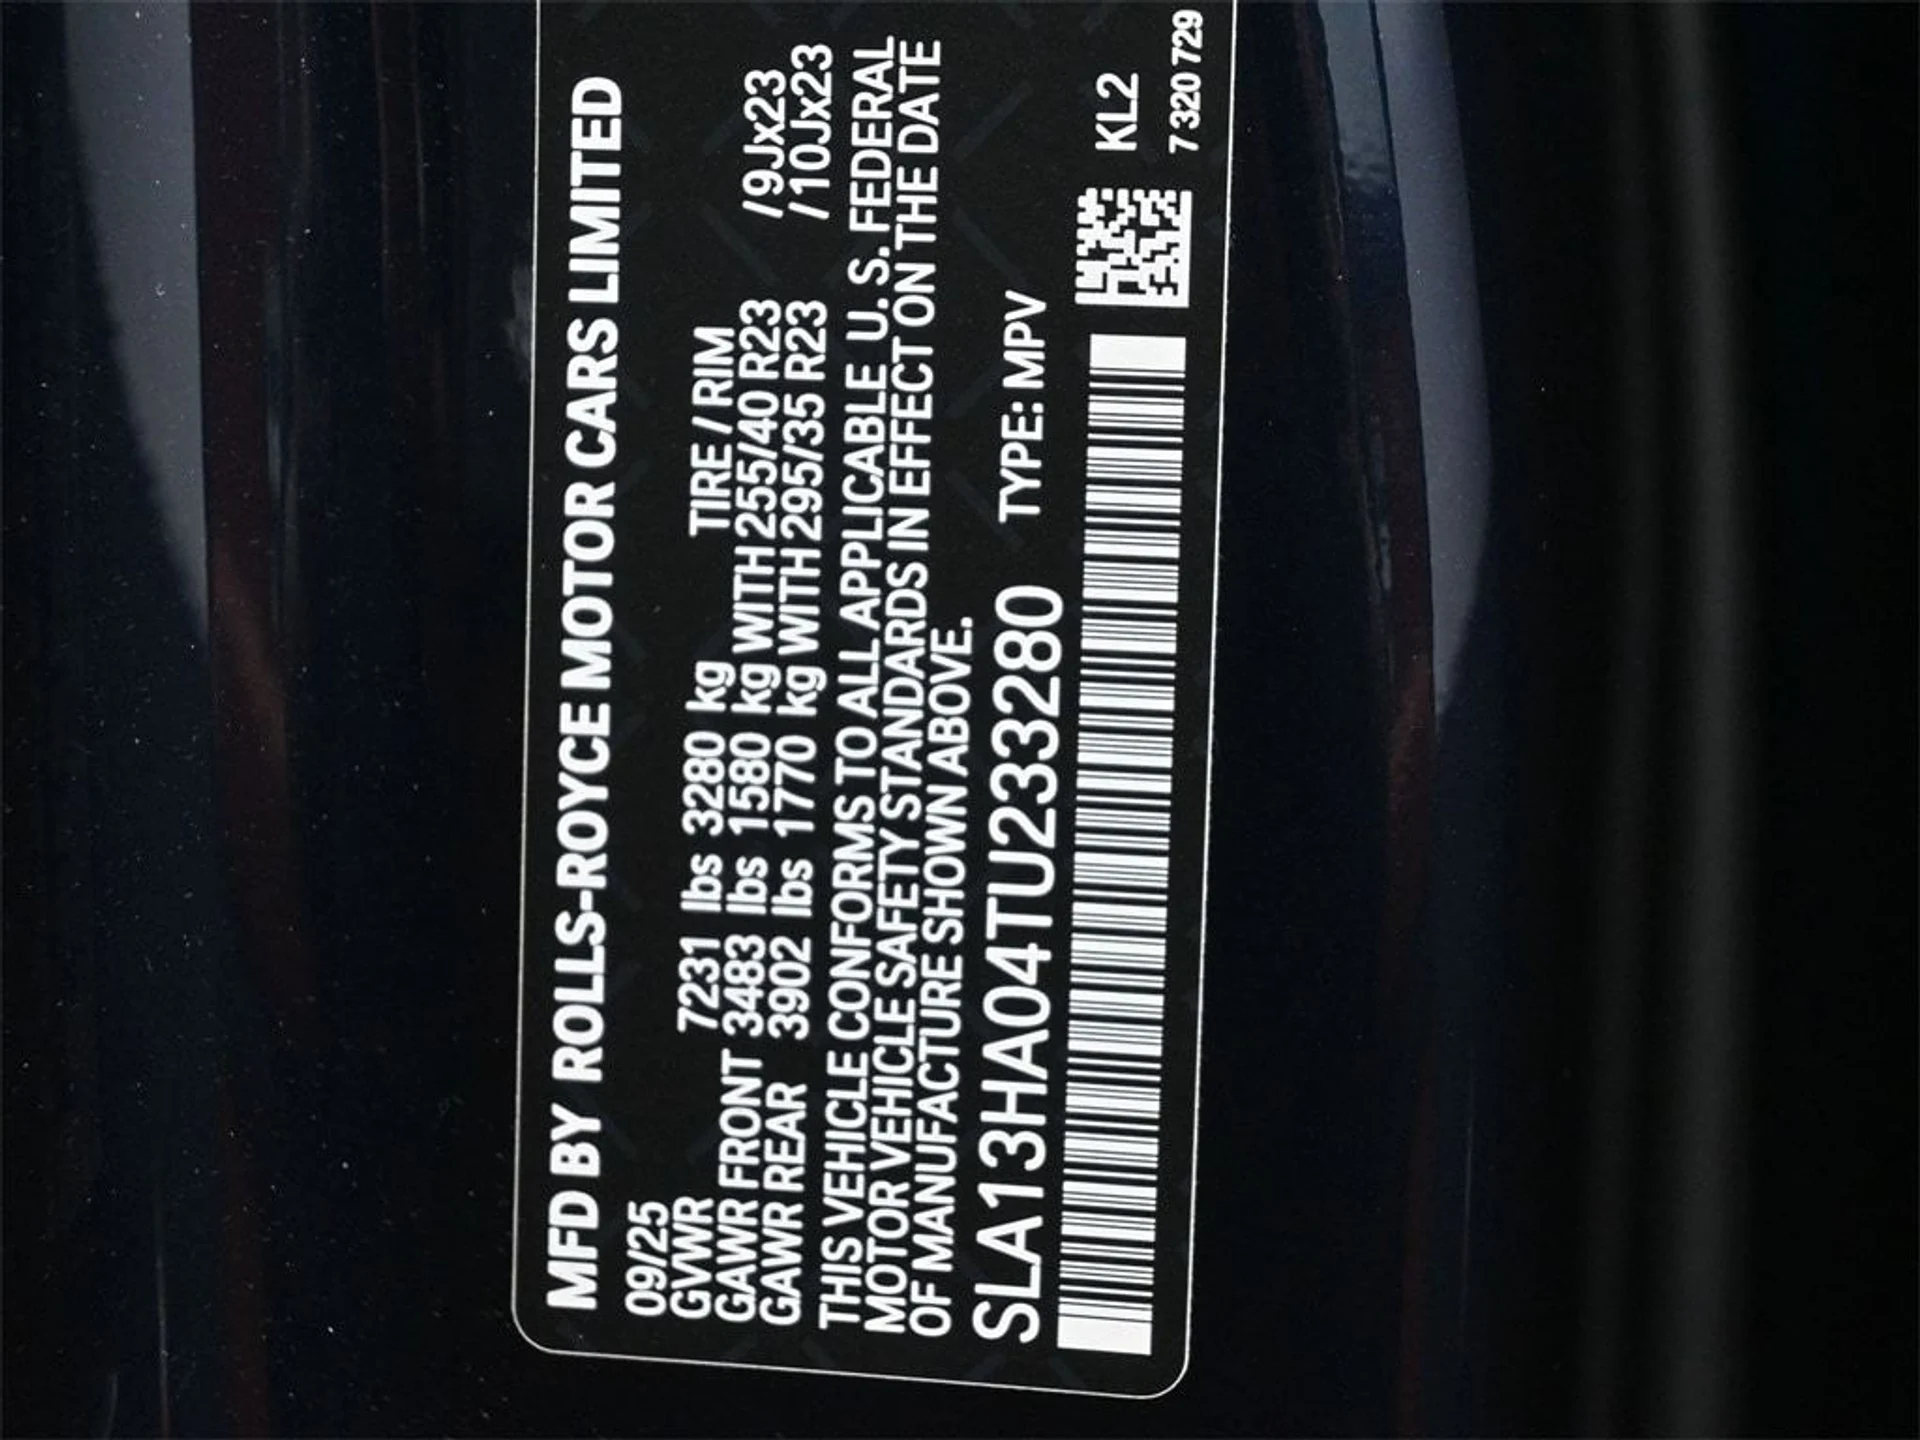 MFD BY ROLLS-ROYCE MOTOR CARS LIMITED
09/25
GVWR 7231 lbs 3280 kg TIRE / RIM
GAWR FRONT 3483 lbs 1580 kg WITH 255/40 R23 /9Jx23
GAWR REAR 3902 lbs 1770 kg WITH 295/35 R23 /10Jx23
THIS VEHICLE CONFORMS TO ALL APPLICABLE U.S. FEDERAL
MOTOR VEHICLE SAFETY STANDARDS IN EFFECT ON THE DATE
OF MANUFACTURE SHOWN ABOVE.
SLA13HA04TU233280 TYPE: MPV
KL2
7320729